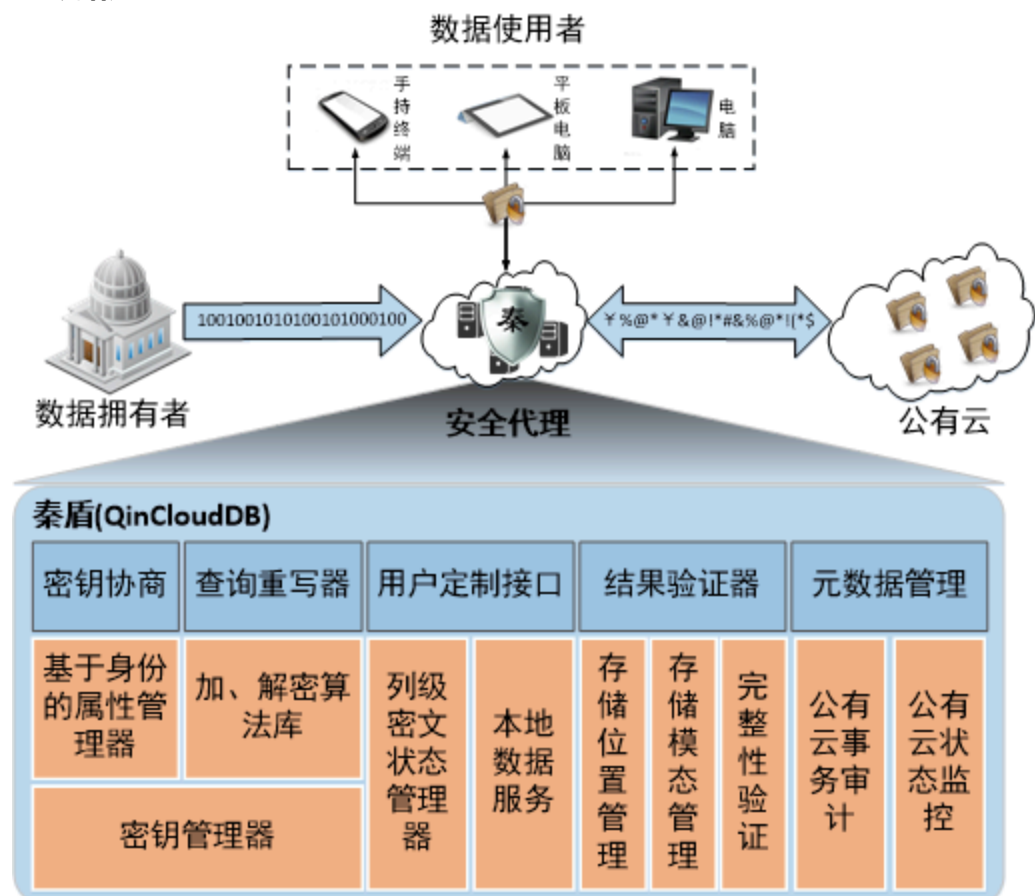 数据使用者
手持终端
平板电脑
电脑
1001001010100101000100
秦
￥%@*￥&@!*#&%@*!(*$
数据拥有者
安全代理
公有云
秦盾(QinCloudDB)
密钥协商
查询重写器
用户定制接口
结果验证器
元数据管理
基于身份
的属性管
理器
加、解密算
法库
密钥管理器
列级
密文
状态
管理
器
本地
数据
服务
存储位置管理
存储模态管理
完整性验证
公有
云事
务审
计
公有
云状
态监
控